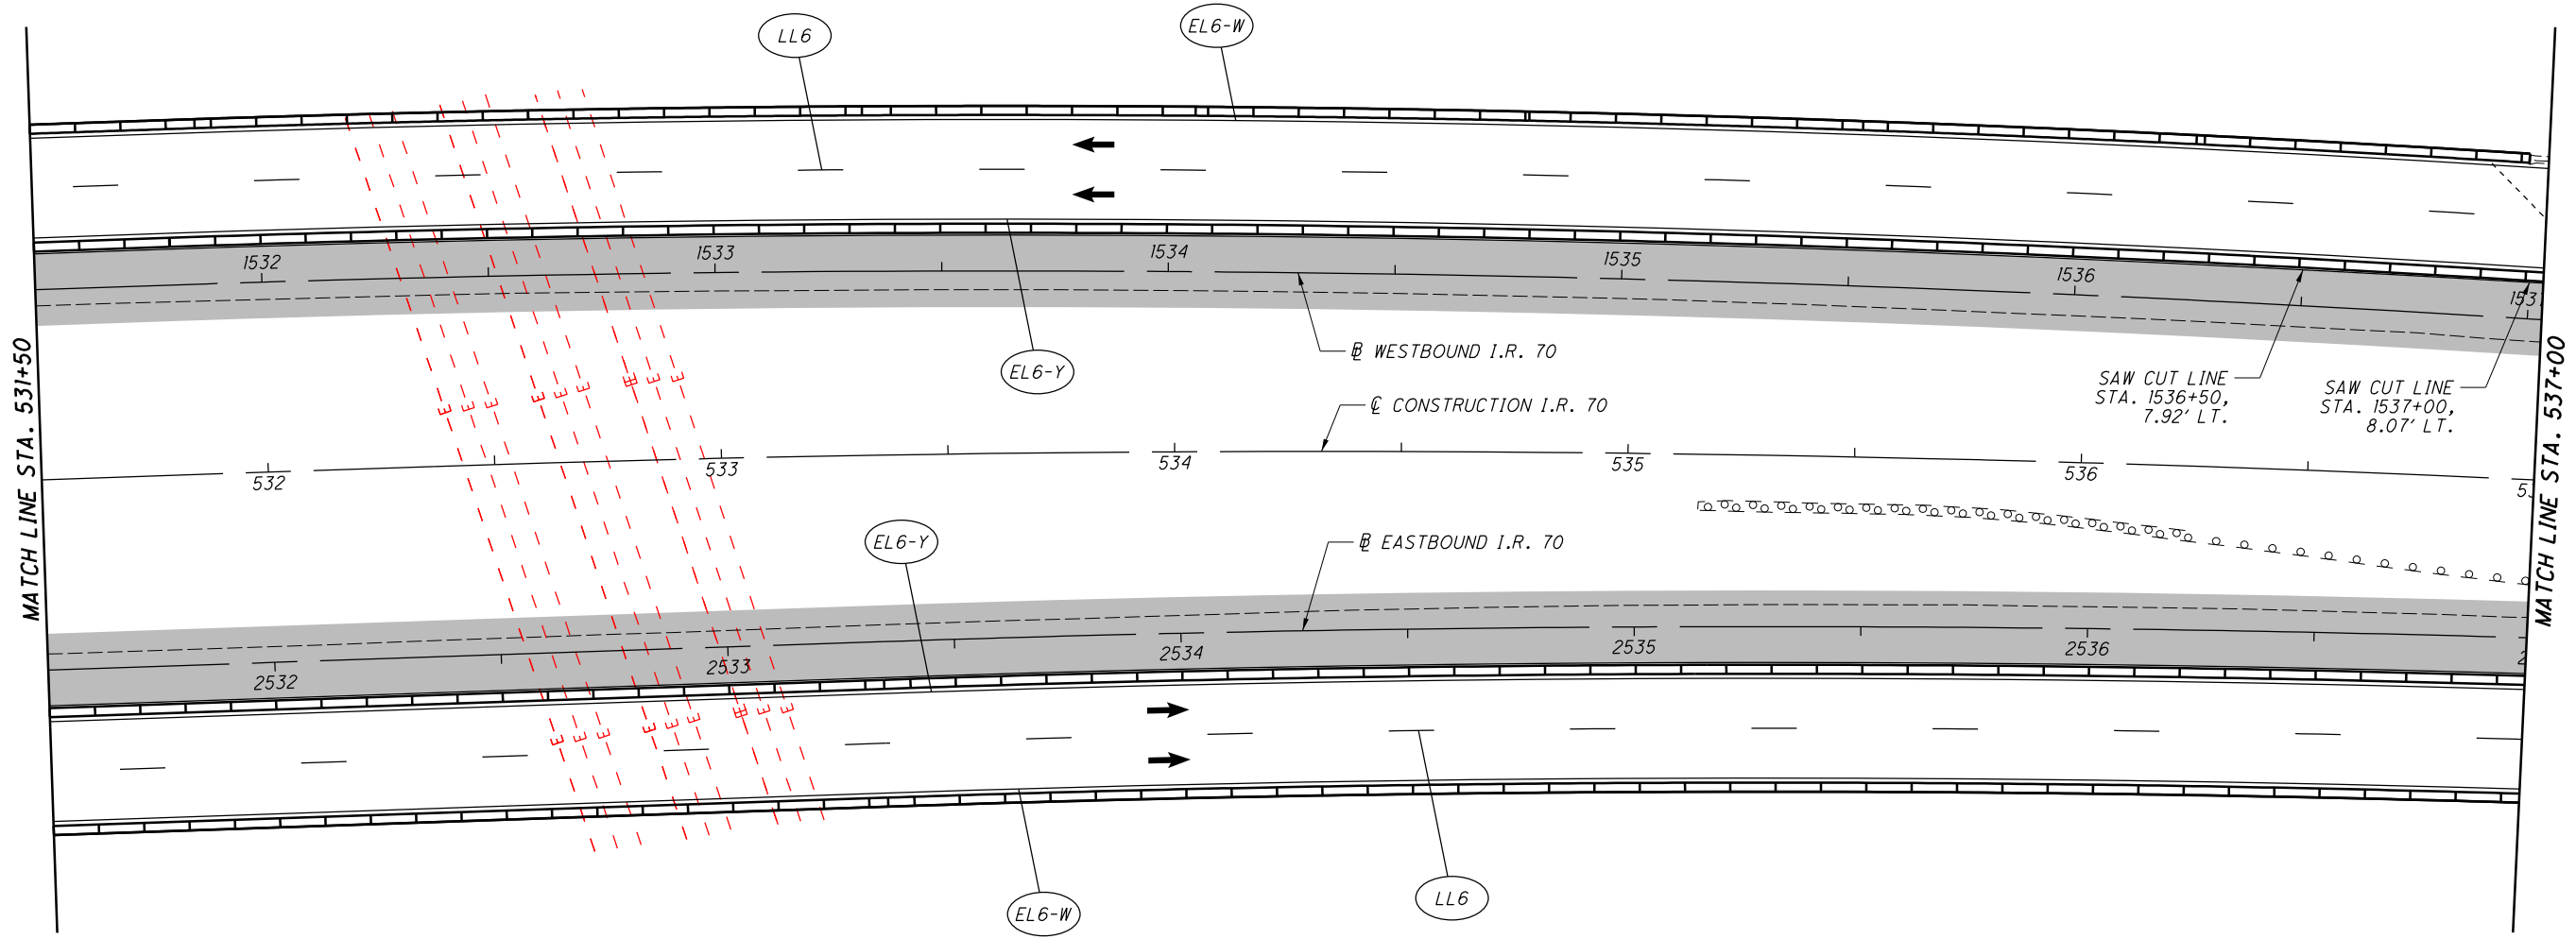 EL6-W
LL6
1532
1533
1534
1535
1536
℄ WESTBOUND I.R. 70
EL6-Y
SAW CUT LINE
STA. 1536+50,
7.92' LT.
SAW CUT LINE
STA. 1537+00,
8.07' LT.
℄ CONSTRUCTION I.R. 70
MATCH LINE STA. 531+50
MATCH LINE STA. 537+00
532
533
534
535
536
EL6-Y
℄ EASTBOUND I.R. 70
2532
2533
2534
2535
2536
LL6
EL6-W